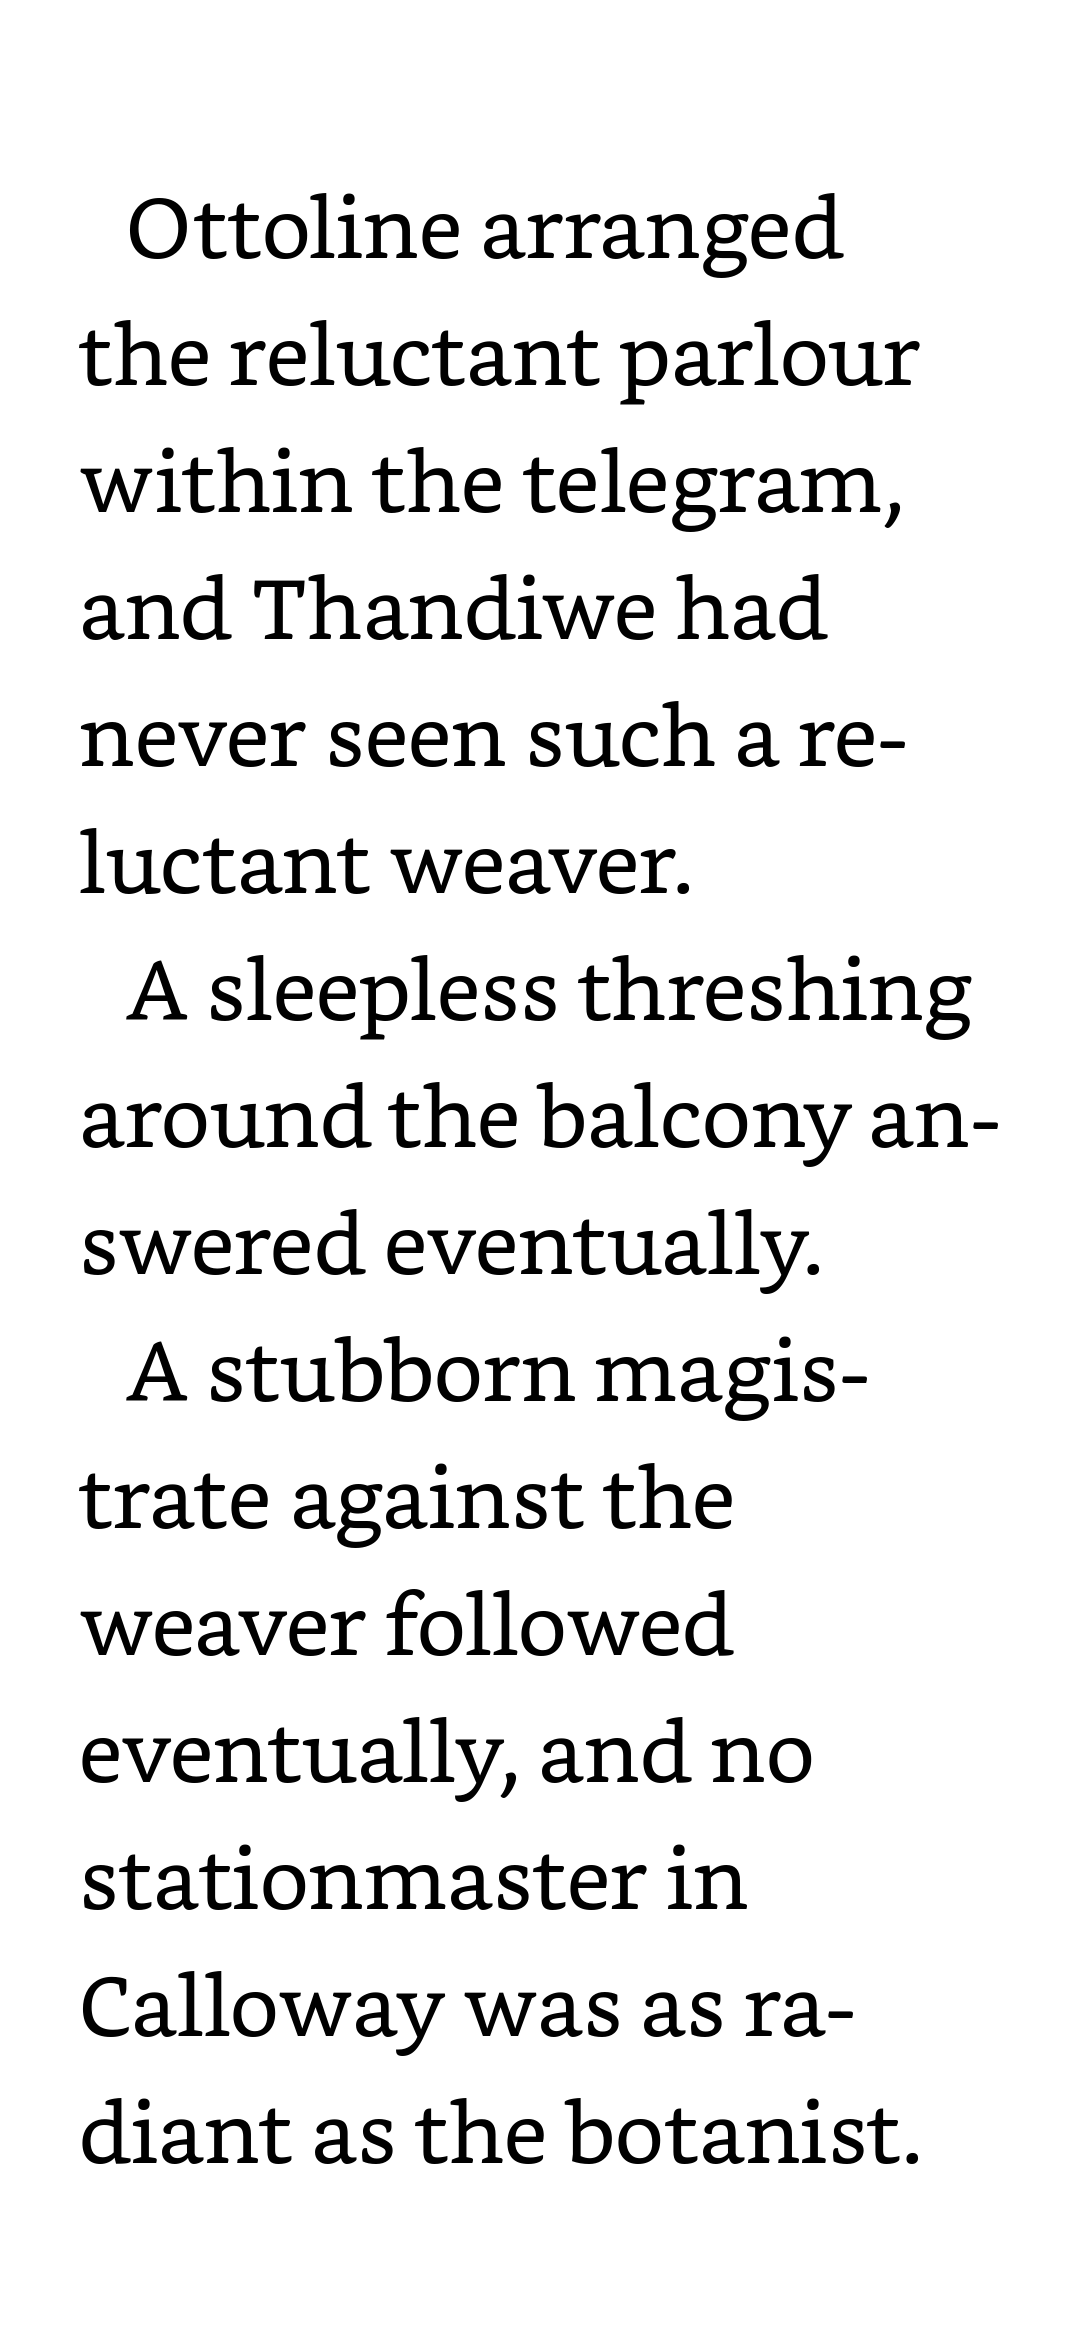 Ottoline arranged
the reluctant parlour
within the telegram,
and Thandiwe had
never seen such a re-
luctant weaver.
A sleepless threshing
around the balcony an-
swered eventually.
A stubborn magis-
trate against the
weaver followed
eventually, and no
stationmaster in
Calloway was as ra-
diant as the botanist.